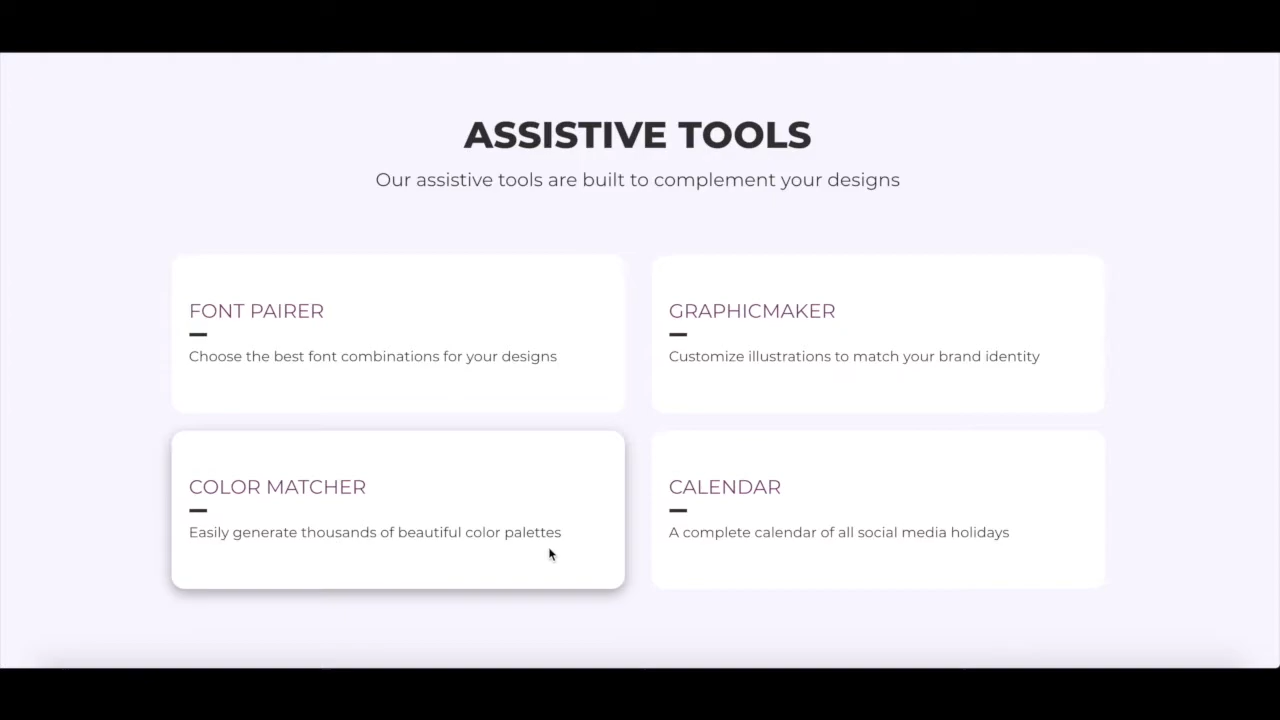 ASSISTIVE TOOLS
Our assistive tools are built to complement your designs
FONT PAIRER
Choose the best font combinations for your designs
GRAPHICMAKER
Customize illustrations to match your brand identity
COLOR MATCHER
Easily generate thousands of beautiful color palettes
CALENDAR
A complete calendar of all social media holidays